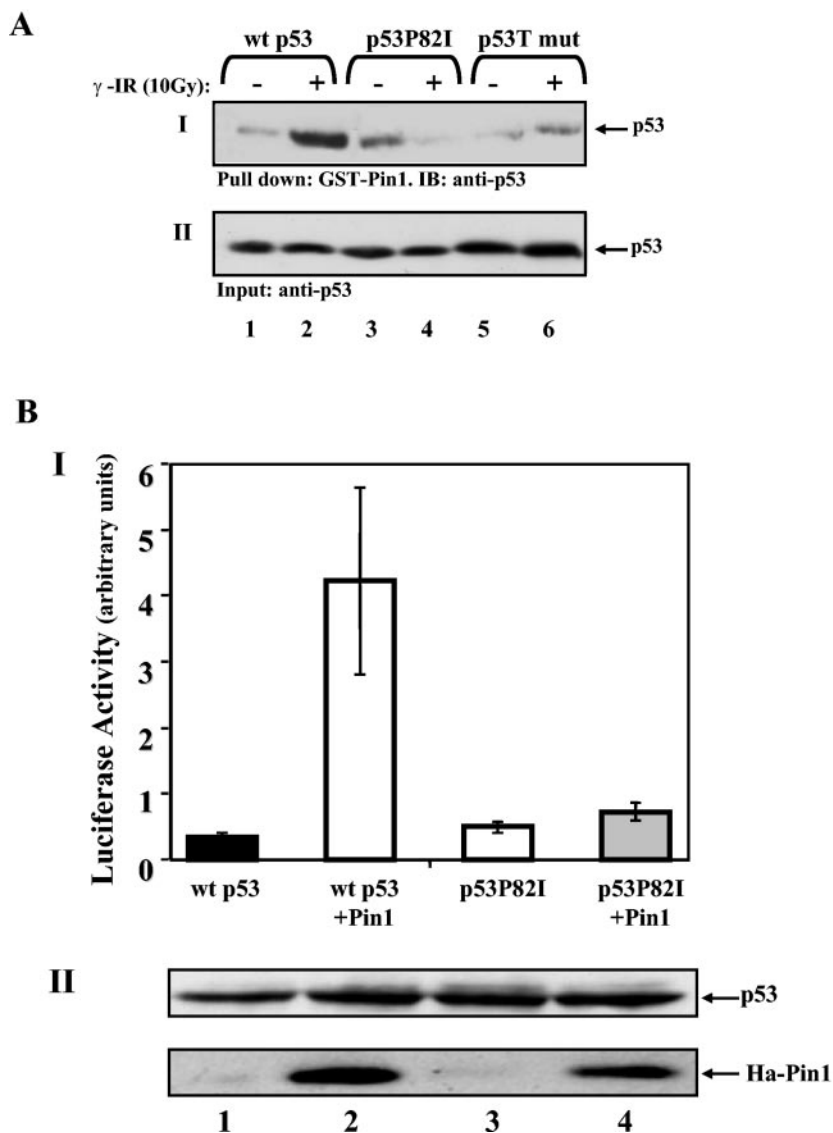 A
wt p53 p53P82I p53T mut
γ -IR (10Gy): - + - + - +
I
p53
Pull down: GST-Pin1. IB: anti-p53
II
p53
Input: anti-p53
1 2 3 4 5 6
B
I
Luciferase Activity (arbitrary units)
6
5
4
3
2
1
0
wt p53 wt p53 p53P82I p53P82I
+Pin1 +Pin1
II
p53
Ha-Pin1
1 2 3 4